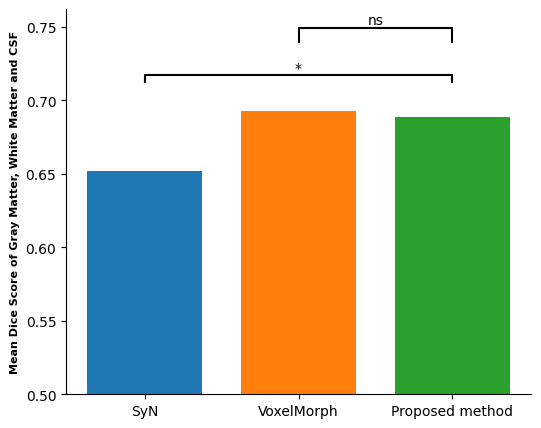 Mean Dice Score of Gray Matter, White Matter and CSF
0.75
0.70
0.65
0.60
0.55
0.50
ns
*
SyN
VoxelMorph
Proposed method